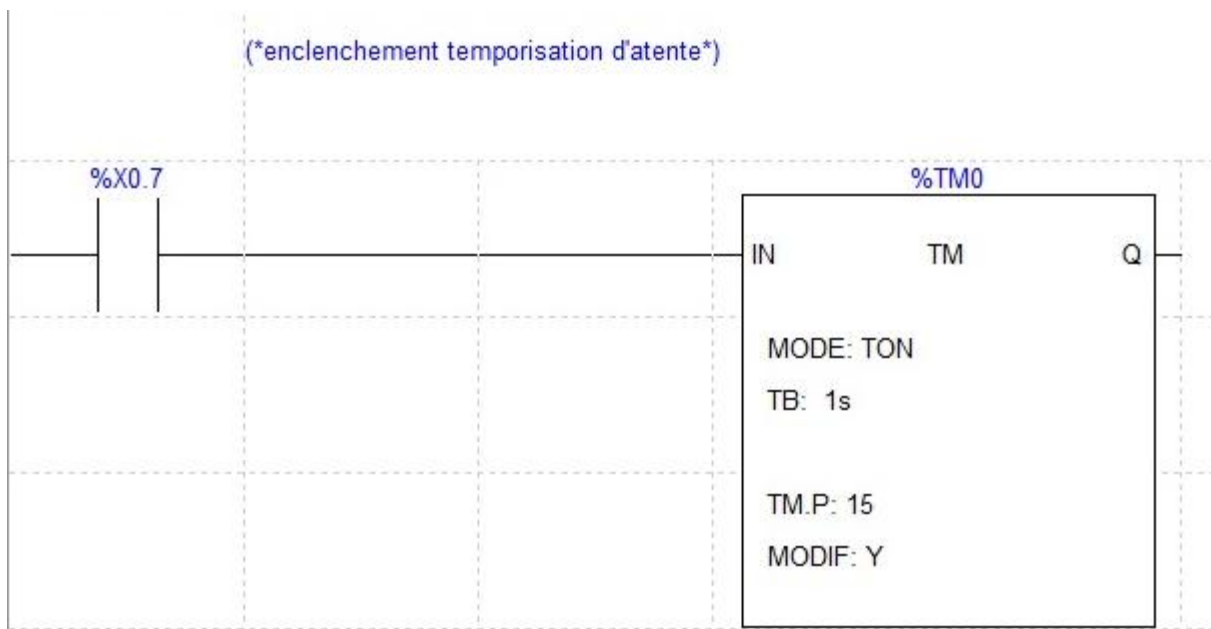 (*enclenchement temporisation d'atente*)
%X0.7
%TM0
IN TM Q
MODE: TON
TB: 1s
TM.P: 15
MODIF: Y